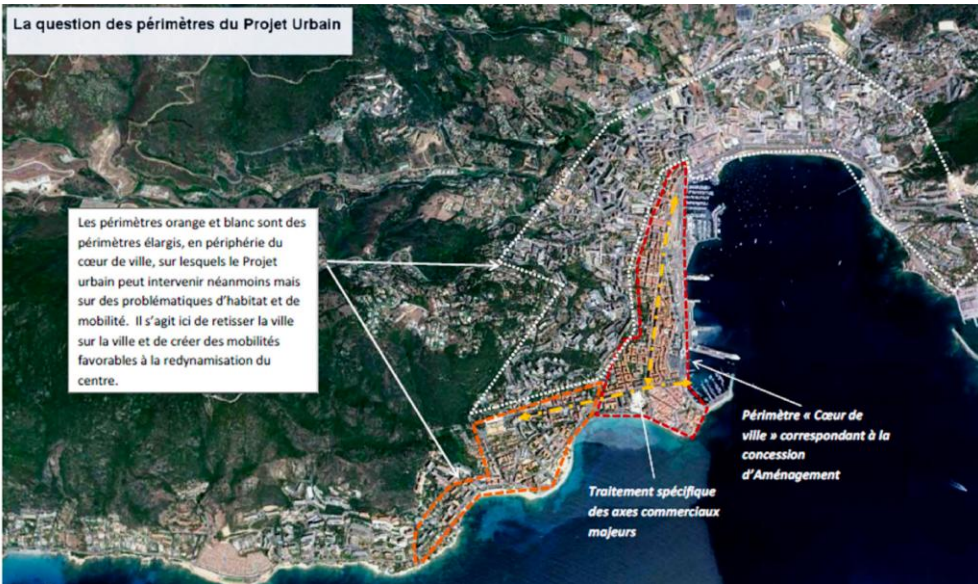 La question des périmètres du Projet Urbain
Les périmètres orange et blanc sont des
périmètres élargis, en périphérie du
cœur de ville, sur lesquels le Projet
urbain peut intervenir néanmoins mais
sur des problématiques d'habitat et de
mobilité. Il s'agit ici de retisser la ville
sur la ville et de créer des mobilités
favorables à la redynamisation du
centre.
Périmètre « Cœur de
ville » correspondant à la
concession
d'Aménagement
Traitement spécifique
des axes commerciaux
majeurs